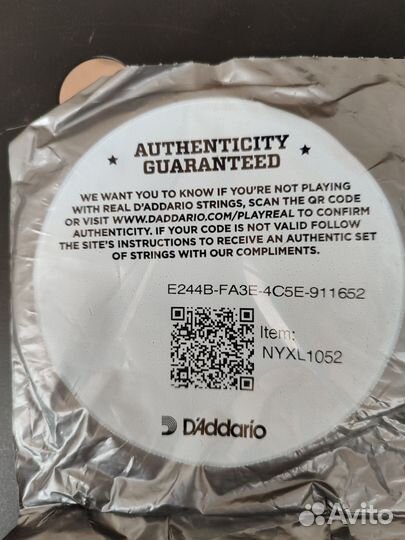 AUTHENTICITY
GUARANTEED
WE WANT YOU TO KNOW IF YOU'RE NOT PLAYING
WITH REAL D'ADDARIO STRINGS, SCAN THE QR CODE
OR VISIT WWW.DADDARIO.COM/PLAYREAL TO CONFIRM
AUTHENTICITY. IF YOUR CODE IS NOT VALID FOLLOW
THE SITE'S INSTRUCTIONS TO RECEIVE AN AUTHENTIC SET
OF STRINGS WITH OUR COMPLIMENTS.
E244B-FA3E-4C5E-911652
Item:
NYXL1052
D'Addario
Avito